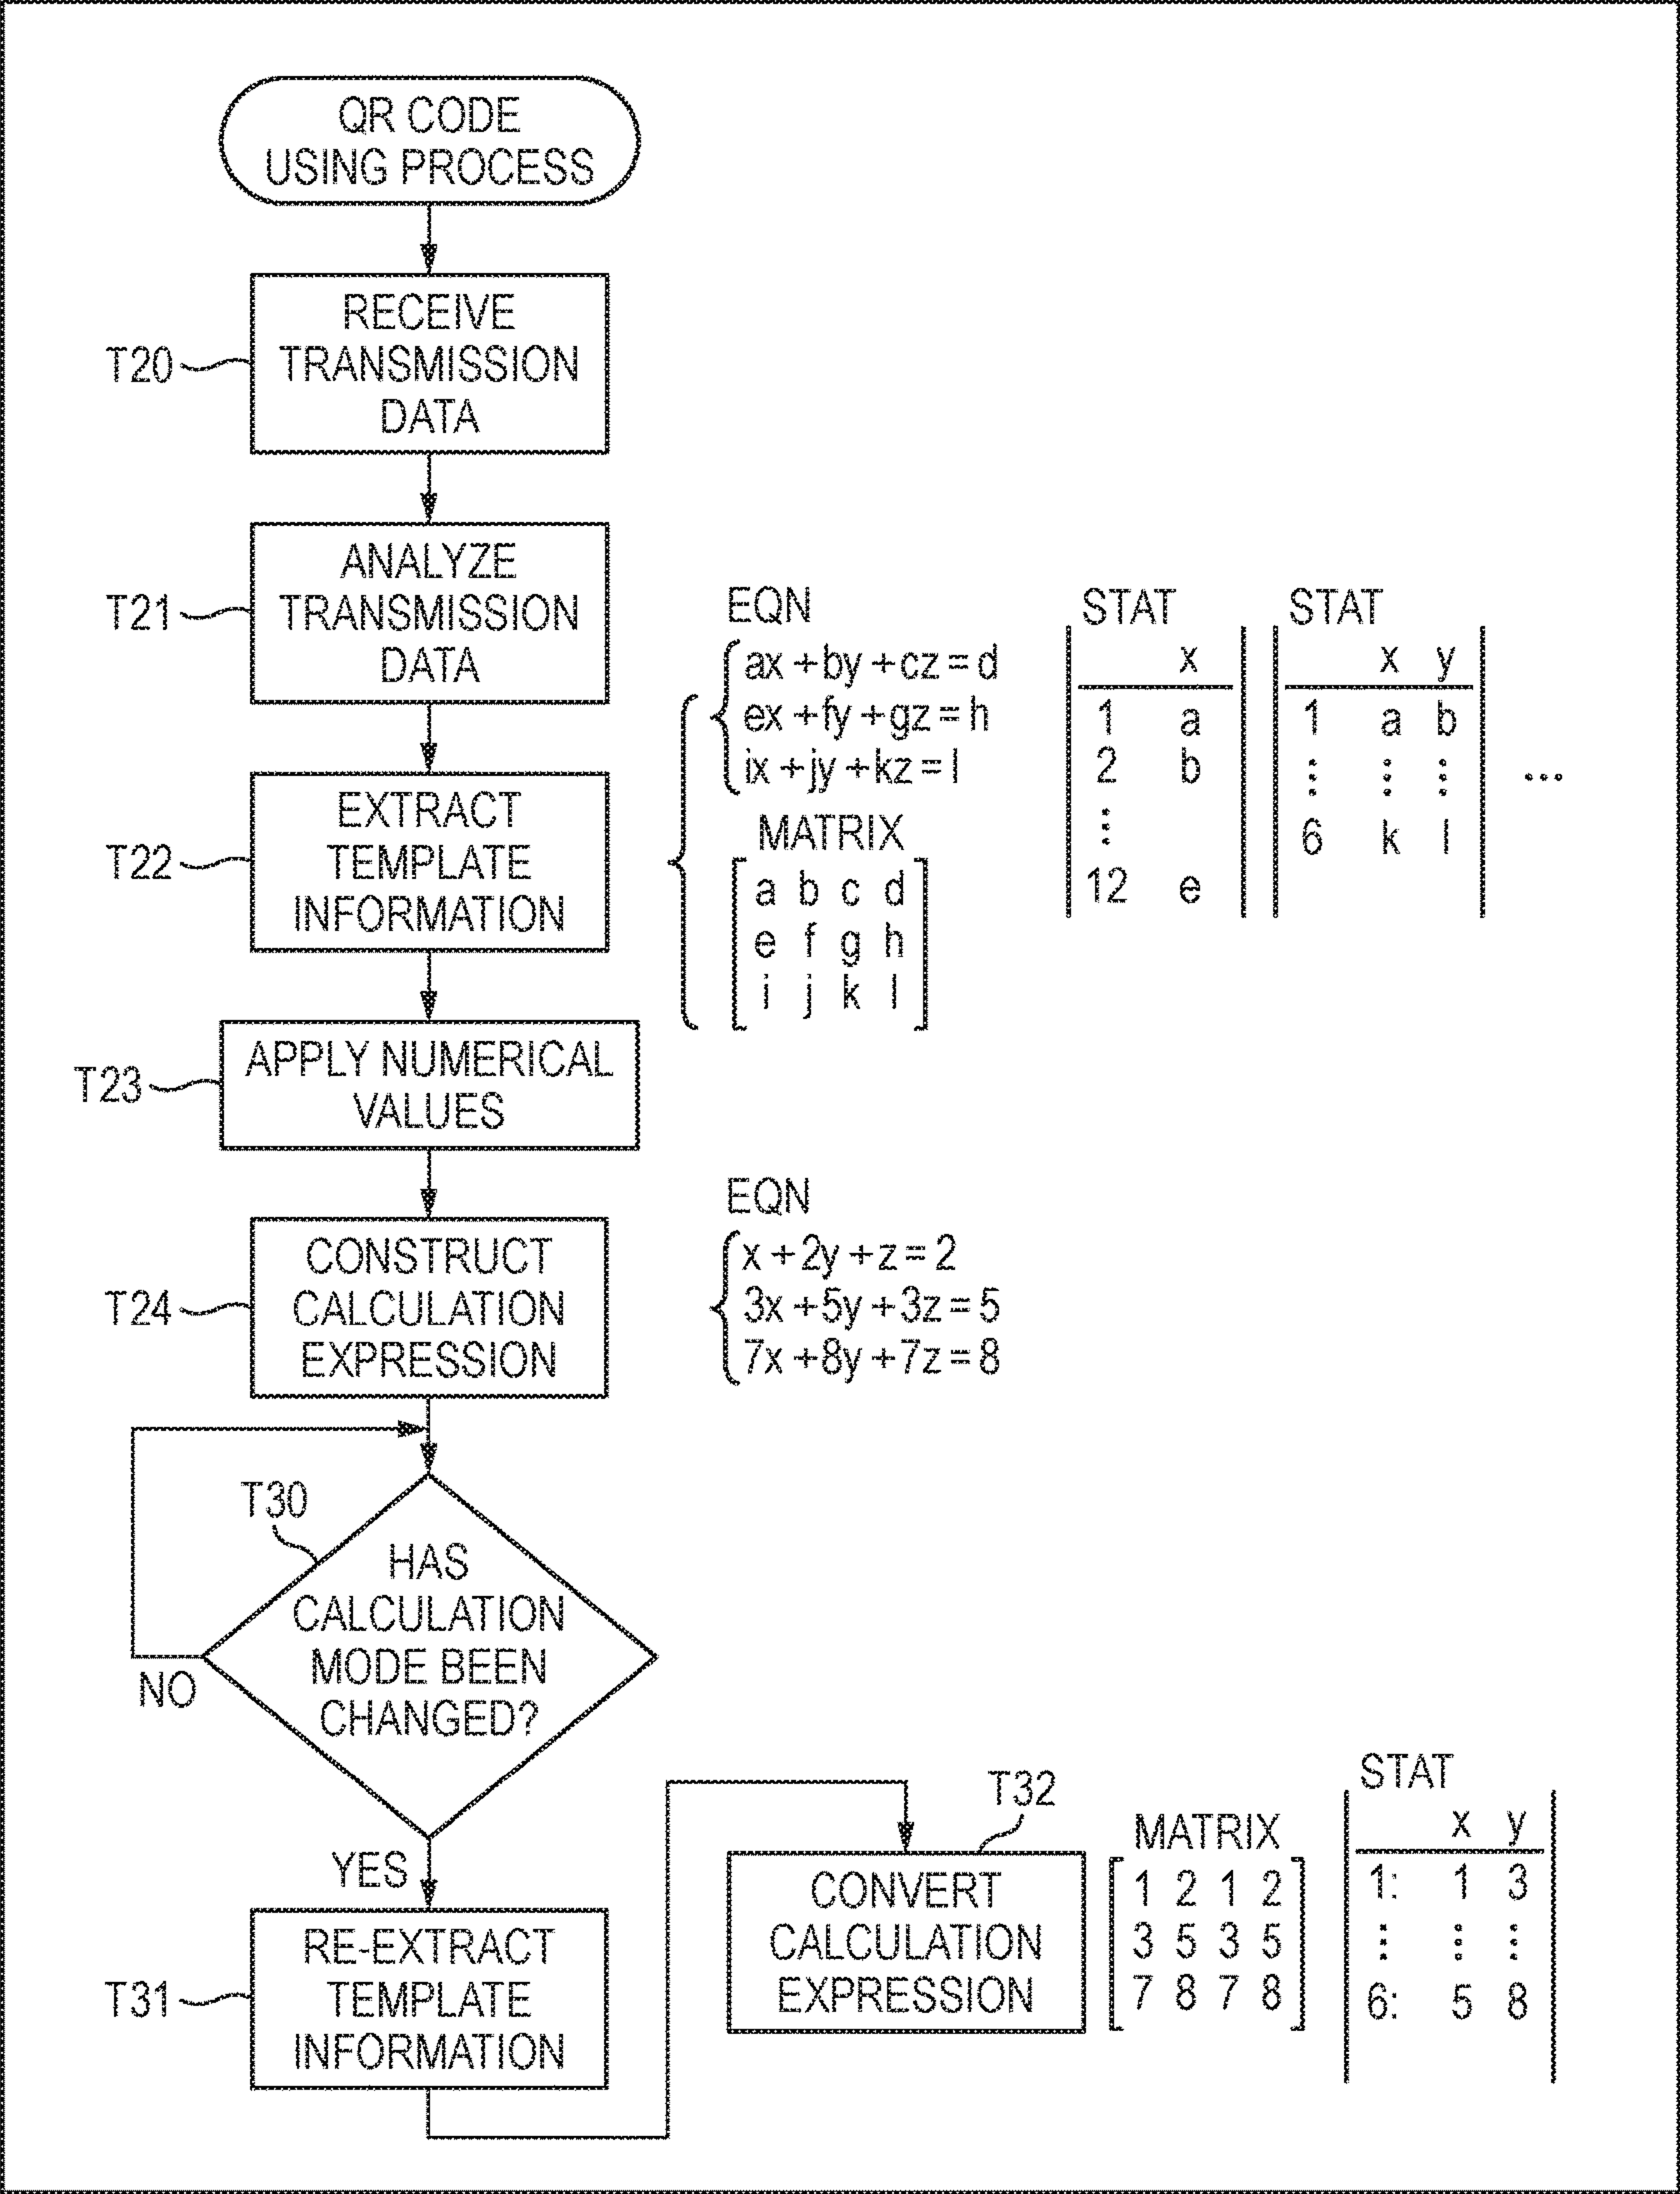 QR CODE
USING PROCESS
T20
RECEIVE
TRANSMISSION
DATA
T21
ANALYZE
TRANSMISSION
DATA
T22
EXTRACT
TEMPLATE
INFORMATION
EQN
ax + by + cz = d
ex + fy + gz = h
ix + jy + kz = l
MATRIX
a b c d
e f g h
i j k l
STAT
x
1 a
2 b
⋮
12 e
STAT
x y
1 a b
⋮ ⋮ ⋮
6 k l
...
T23
APPLY NUMERICAL
VALUES
T24
CONSTRUCT
CALCULATION
EXPRESSION
EQN
x + 2y + z = 2
3x + 5y + 3z = 5
7x + 8y + 7z = 8
T30
HAS
CALCULATION
MODE BEEN
CHANGED?
NO
YES
T31
RE-EXTRACT
TEMPLATE
INFORMATION
T32
CONVERT
CALCULATION
EXPRESSION
MATRIX
1 2 1 2
3 5 3 5
7 8 7 8
STAT
x y
1: 1 3
⋮ ⋮ ⋮
6: 5 8